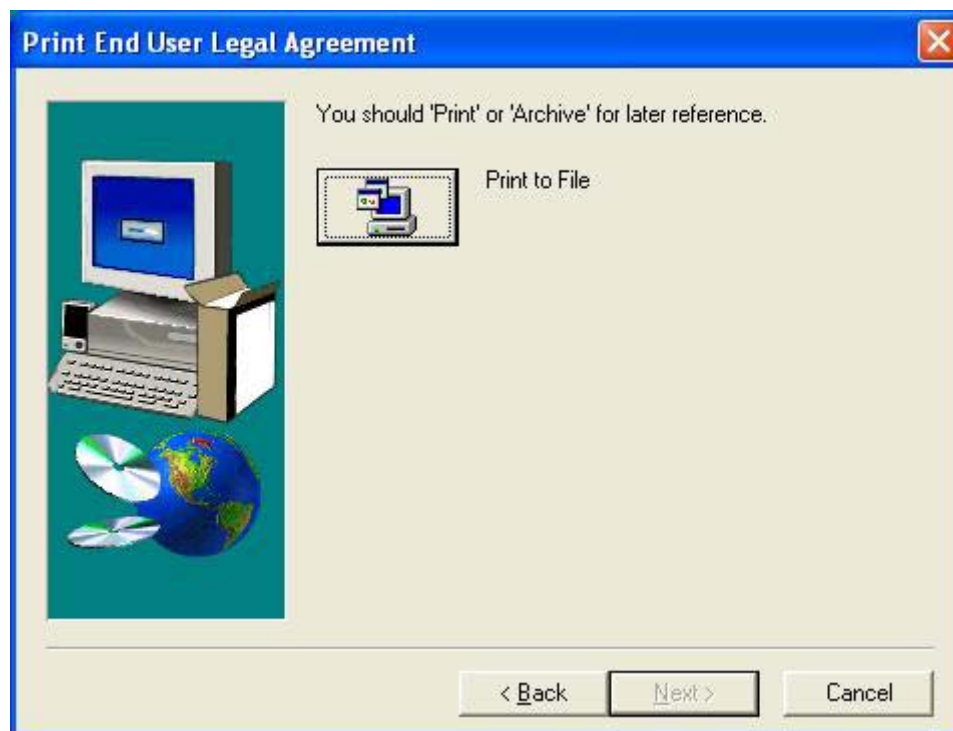 Print End User Legal Agreement
You should 'Print' or 'Archive' for later reference.
Print to File
< Back
Next >
Cancel